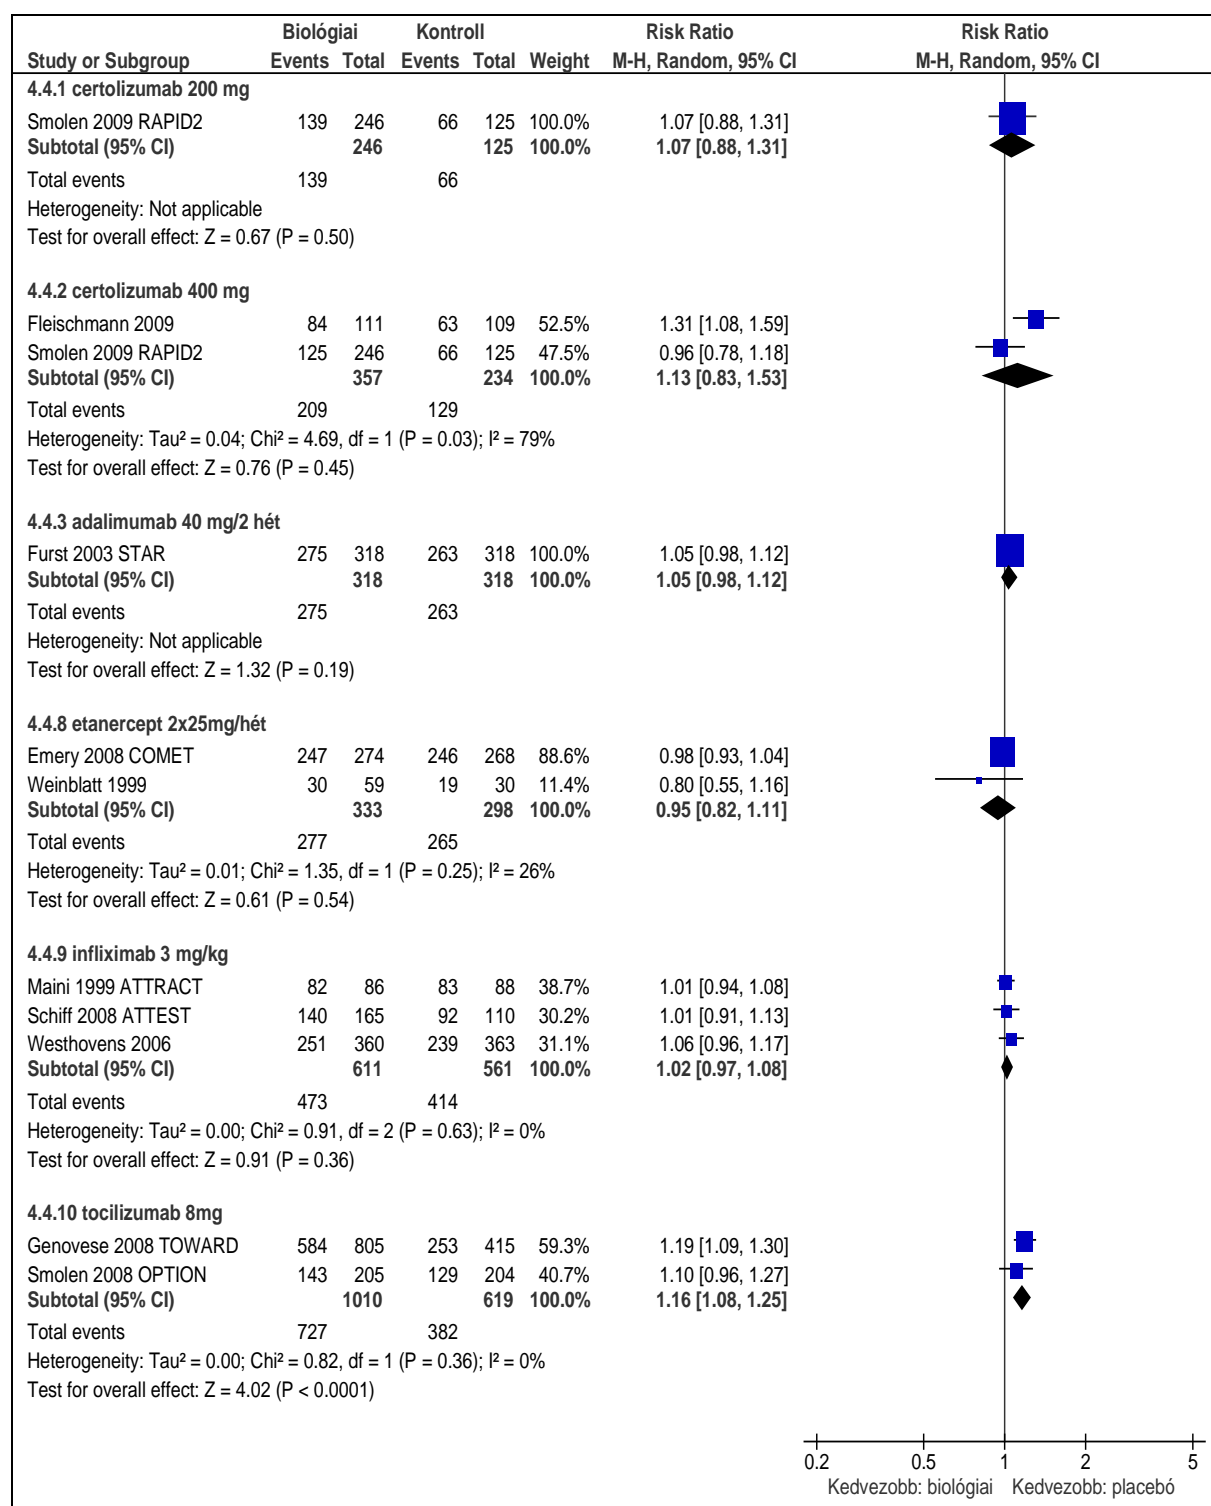 Biológiai Kontroll Risk Ratio Risk Ratio
Study or Subgroup Events Total Events Total Weight M-H, Random, 95% CI M-H, Random, 95% CI
4.4.1 certolizumab 200 mg
Smolen 2009 RAPID2 139 246 66 125 100.0% 1.07 [0.88, 1.31]
Subtotal (95% CI) 246 125 100.0% 1.07 [0.88, 1.31]
Total events 139 66
Heterogeneity: Not applicable
Test for overall effect: Z = 0.67 (P = 0.50)
4.4.2 certolizumab 400 mg
Fleischmann 2009 84 111 63 109 52.5% 1.31 [1.08, 1.59]
Smolen 2009 RAPID2 125 246 66 125 47.5% 0.96 [0.78, 1.18]
Subtotal (95% CI) 357 234 100.0% 1.13 [0.83, 1.53]
Total events 209 129
Heterogeneity: Tau² = 0.04; Chi² = 4.69, df = 1 (P = 0.03); I² = 79%
Test for overall effect: Z = 0.76 (P = 0.45)
4.4.3 adalimumab 40 mg/2 hét
Furst 2003 STAR 275 318 263 318 100.0% 1.05 [0.98, 1.12]
Subtotal (95% CI) 318 318 100.0% 1.05 [0.98, 1.12]
Total events 275 263
Heterogeneity: Not applicable
Test for overall effect: Z = 1.32 (P = 0.19)
4.4.8 etanercept 2x25mg/hét
Emery 2008 COMET 247 274 246 268 88.6% 0.98 [0.93, 1.04]
Weinblatt 1999 30 59 19 30 11.4% 0.80 [0.55, 1.16]
Subtotal (95% CI) 333 298 100.0% 0.95 [0.82, 1.11]
Total events 277 265
Heterogeneity: Tau² = 0.01; Chi² = 1.35, df = 1 (P = 0.25); I² = 26%
Test for overall effect: Z = 0.61 (P = 0.54)
4.4.9 infliximab 3 mg/kg
Maini 1999 ATTRACT 82 86 83 88 38.7% 1.01 [0.94, 1.08]
Schiff 2008 ATTEST 140 165 92 110 30.2% 1.01 [0.91, 1.13]
Westhovens 2006 251 360 239 363 31.1% 1.06 [0.96, 1.17]
Subtotal (95% CI) 611 561 100.0% 1.02 [0.97, 1.08]
Total events 473 414
Heterogeneity: Tau² = 0.00; Chi² = 0.91, df = 2 (P = 0.63); I² = 0%
Test for overall effect: Z = 0.91 (P = 0.36)
4.4.10 tocilizumab 8mg
Genovese 2008 TOWARD 584 805 253 415 59.3% 1.19 [1.09, 1.30]
Smolen 2008 OPTION 143 205 129 204 40.7% 1.10 [0.96, 1.27]
Subtotal (95% CI) 1010 619 100.0% 1.16 [1.08, 1.25]
Total events 727 382
Heterogeneity: Tau² = 0.00; Chi² = 0.82, df = 1 (P = 0.36); I² = 0%
Test for overall effect: Z = 4.02 (P < 0.0001)
0.2 0.5 1 2 5
Kedvezobb: biológiai Kedvezobb: placebó